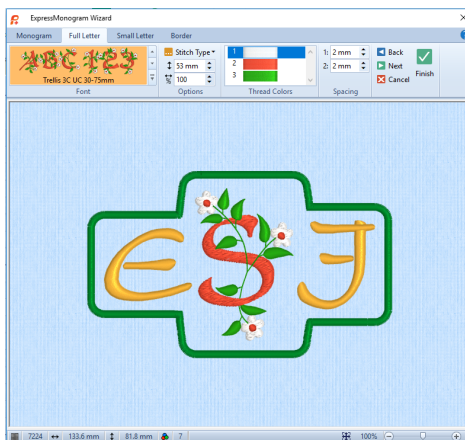 ExpressMonogram Wizard
Monogram Full Letter Small Letter Border
ABC 123
Trellis 3C UC 30-75mm
Font
Stitch Type
53 mm
100
Options
1
2
3
Thread Colors
1: 2 mm
2: 2 mm
Spacing
Back
Next
Cancel
Finish
E S J
7224 133.6 mm 81.8 mm 7 100%